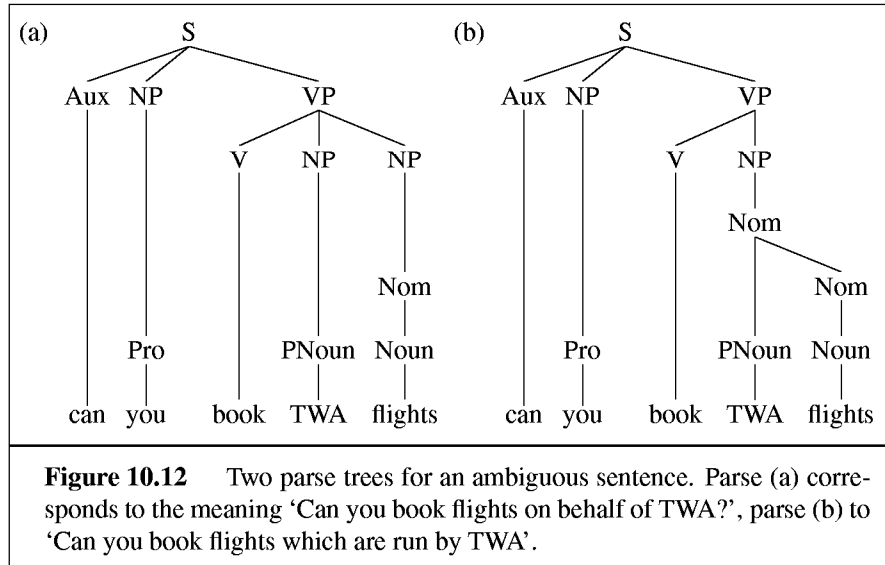 (a) S (b) S
Aux NP VP Aux NP VP
V NP NP V NP
Nom
Nom Nom
Pro PNoun Noun Pro PNoun Noun
can you book TWA flights can you book TWA flights
Figure 10.12 Two parse trees for an ambiguous sentence. Parse (a) corre-
sponds to the meaning ‘Can you book flights on behalf of TWA?’, parse (b) to
‘Can you book flights which are run by TWA’.